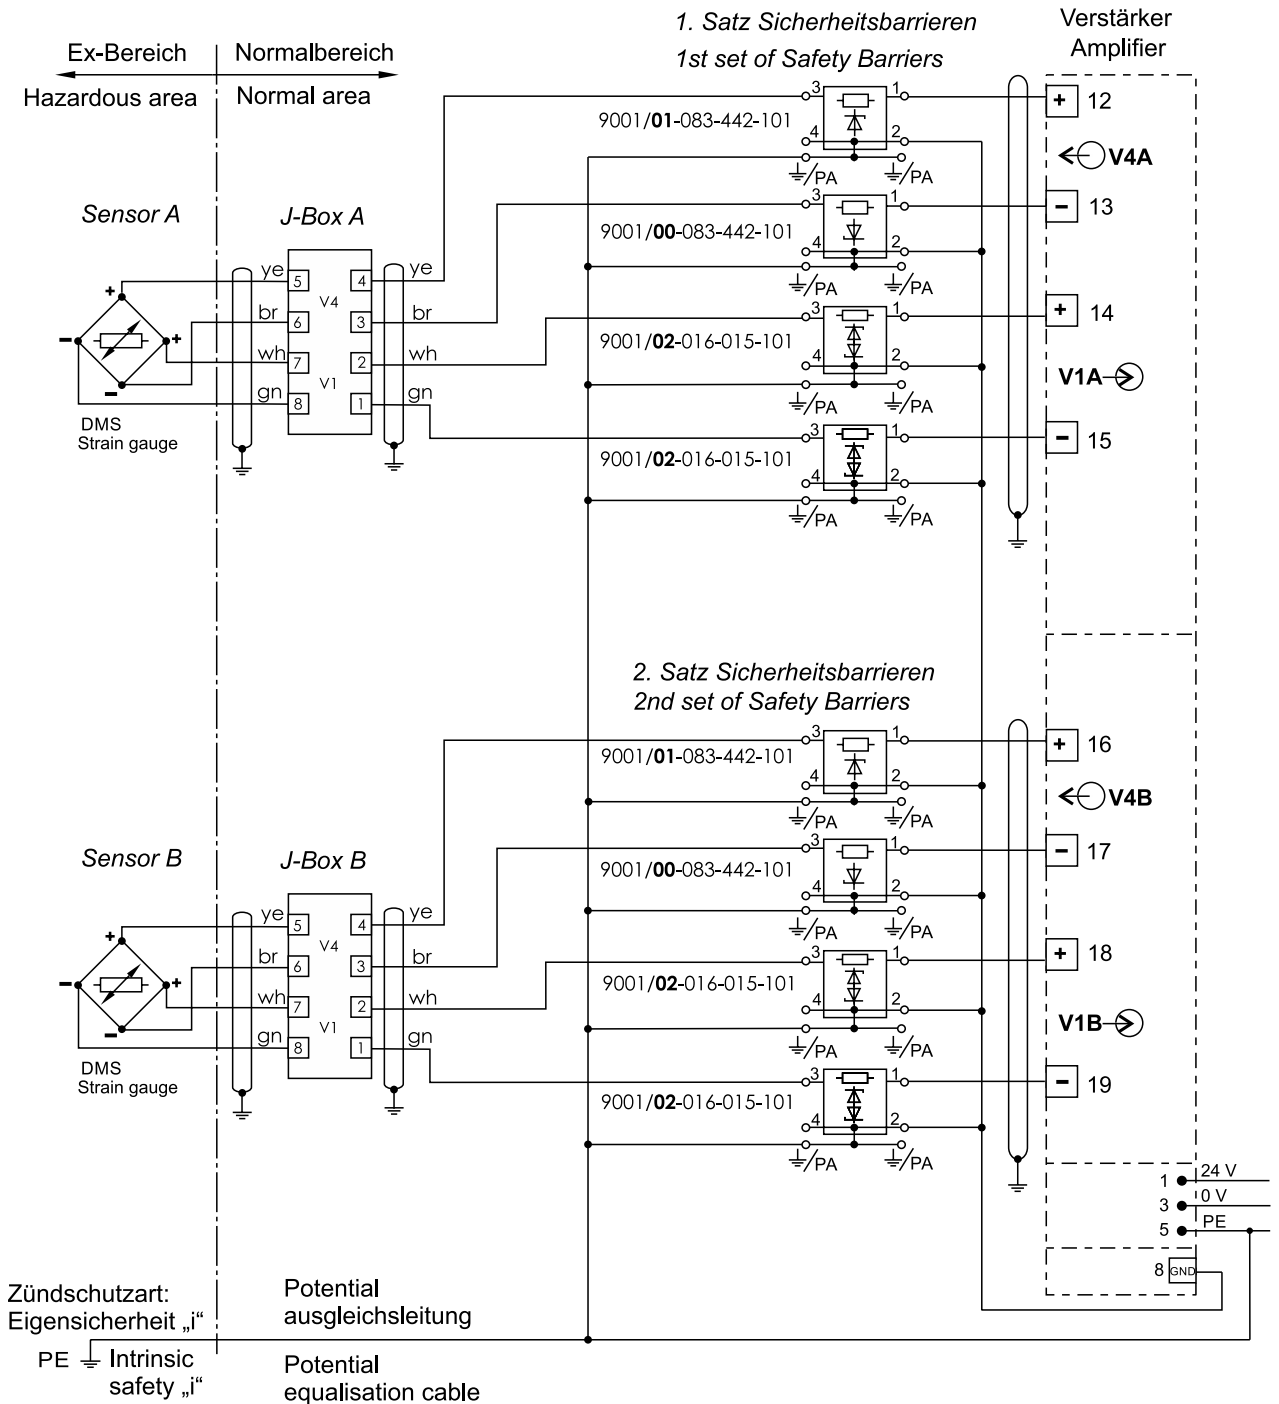 1. Satz Sicherheitsbarrieren
1st set of Safety Barriers
Verstärker
Amplifier
Ex-Bereich
Normalbereich
Hazardous area
Normal area
3
1
9001/01-083-442-101
4
2
/PA
/PA
+
12
V4A
3
1
9001/00-083-442-101
4
2
/PA
/PA
-
13
3
1
9001/02-016-015-101
4
2
/PA
/PA
+
14
V1A
3
1
9001/02-016-015-101
4
2
/PA
/PA
-
15
Sensor A
J-Box A
ye
5
4
ye
V4
br
6
3
br
wh
7
2
wh
V1
gn
8
1
gn
+
-
+
-
DMS
Strain gauge
2. Satz Sicherheitsbarrieren
2nd set of Safety Barriers
3
1
9001/01-083-442-101
4
2
/PA
/PA
+
16
V4B
3
1
9001/00-083-442-101
4
2
/PA
/PA
-
17
3
1
9001/02-016-015-101
4
2
/PA
/PA
+
18
V1B
3
1
9001/02-016-015-101
4
2
/PA
/PA
-
19
Sensor B
J-Box B
ye
5
4
ye
V4
br
6
3
br
wh
7
2
wh
V1
gn
8
1
gn
+
-
+
-
DMS
Strain gauge
1
24 V
3
0 V
5
PE
8
GND
Zündschutzart:
Eigensicherheit „i“
PE
Intrinsic
safety „i“
Potential
ausgleichsleitung
Potential
equalisation cable